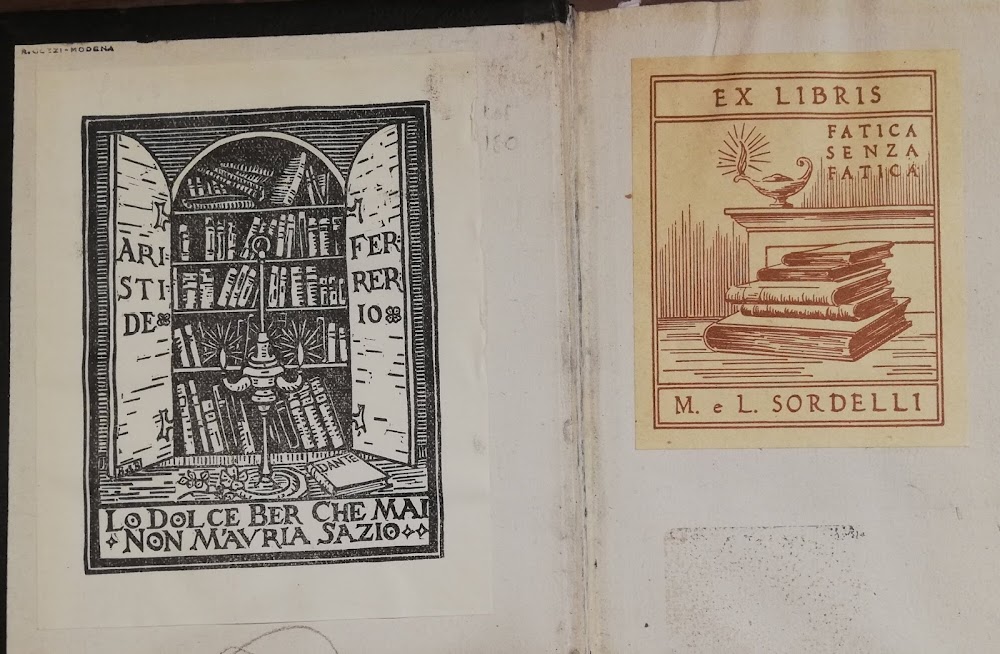 MODENA
ARI
STI
DE
FER
RER
IO
DANTE
LO DOLCE BER CHE MAI
NON M'AVRIA SAZIO
180
EX LIBRIS
FATICA
SENZA
FATICA
M. e L. SORDELLI